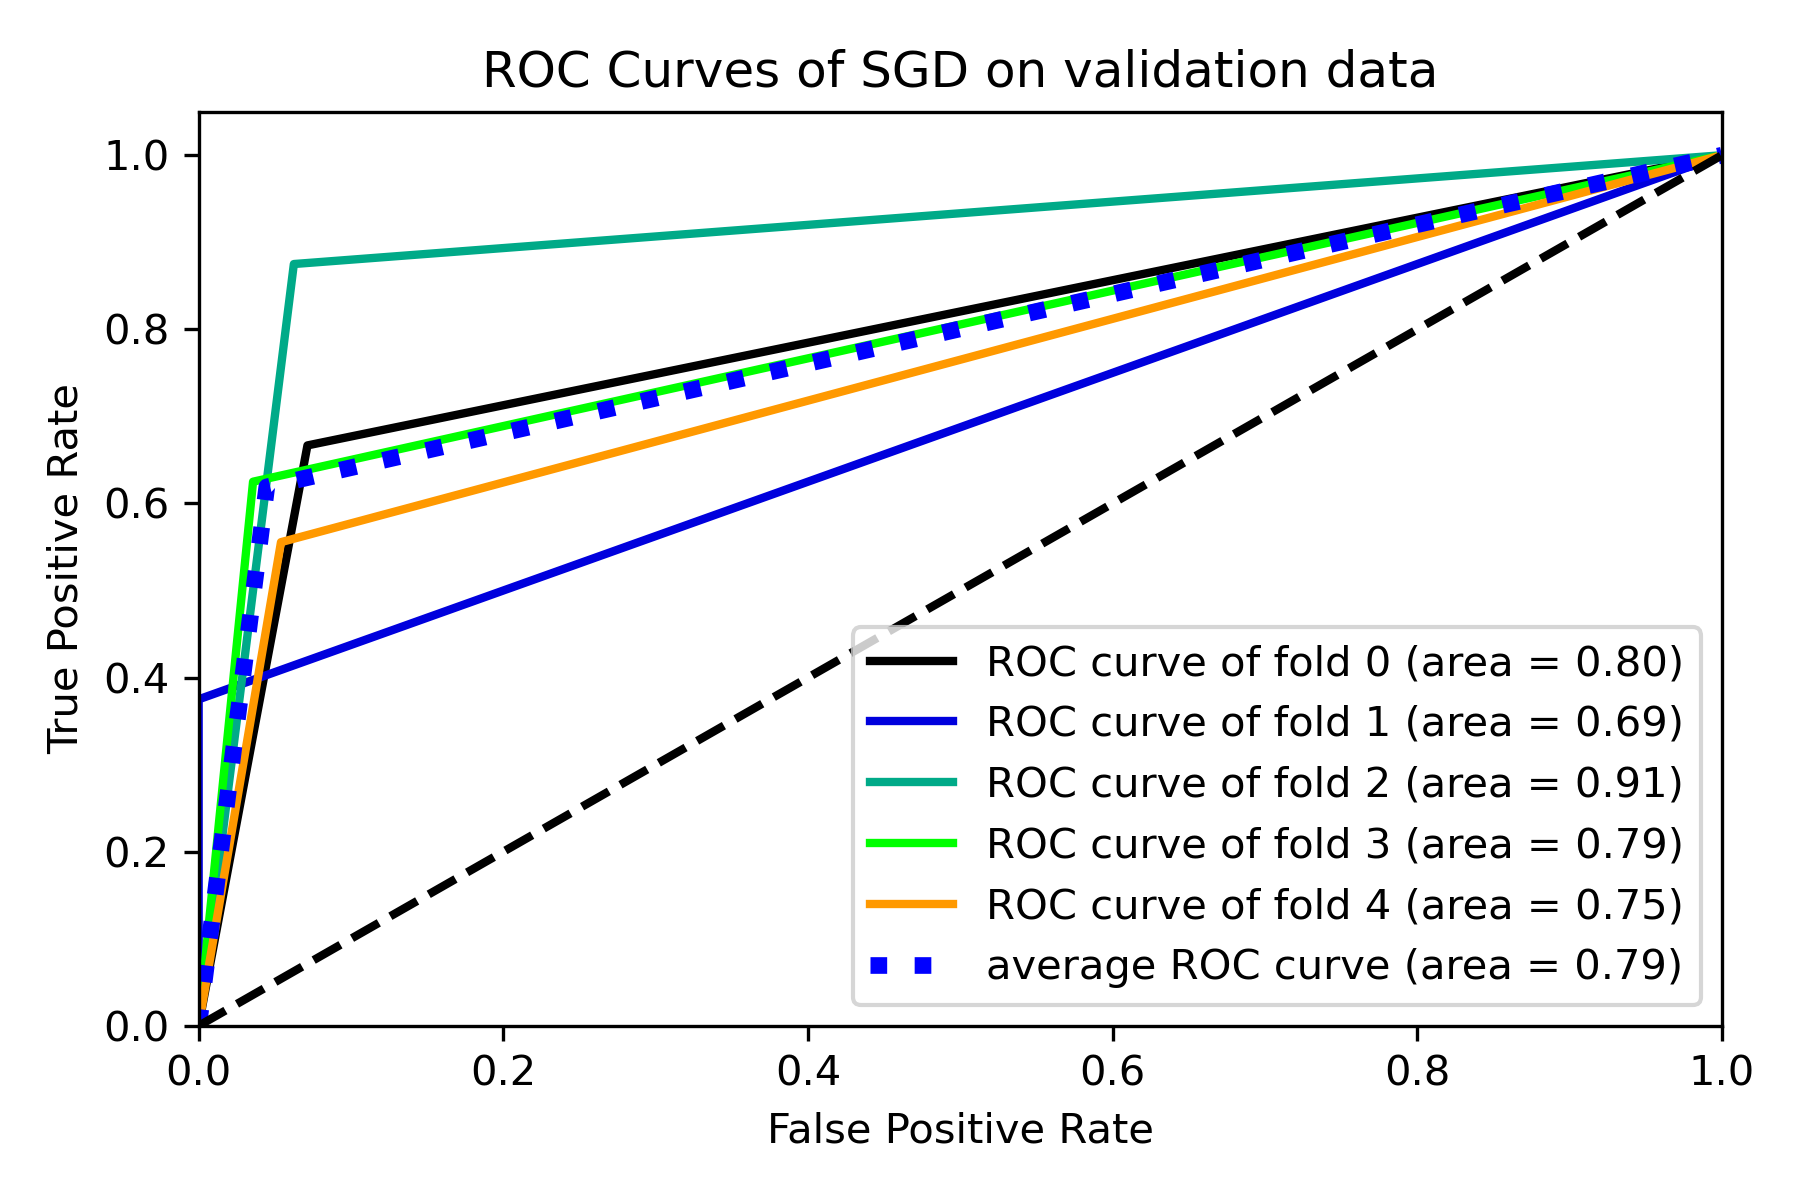 ROC Curves of SGD on validation data
True Positive Rate
1.0
0.8
0.6
0.4
0.2
0.0
ROC curve of fold 0 (area = 0.80)
ROC curve of fold 1 (area = 0.69)
ROC curve of fold 2 (area = 0.91)
ROC curve of fold 3 (area = 0.79)
ROC curve of fold 4 (area = 0.75)
average ROC curve (area = 0.79)
0.0 0.2 0.4 0.6 0.8 1.0
False Positive Rate